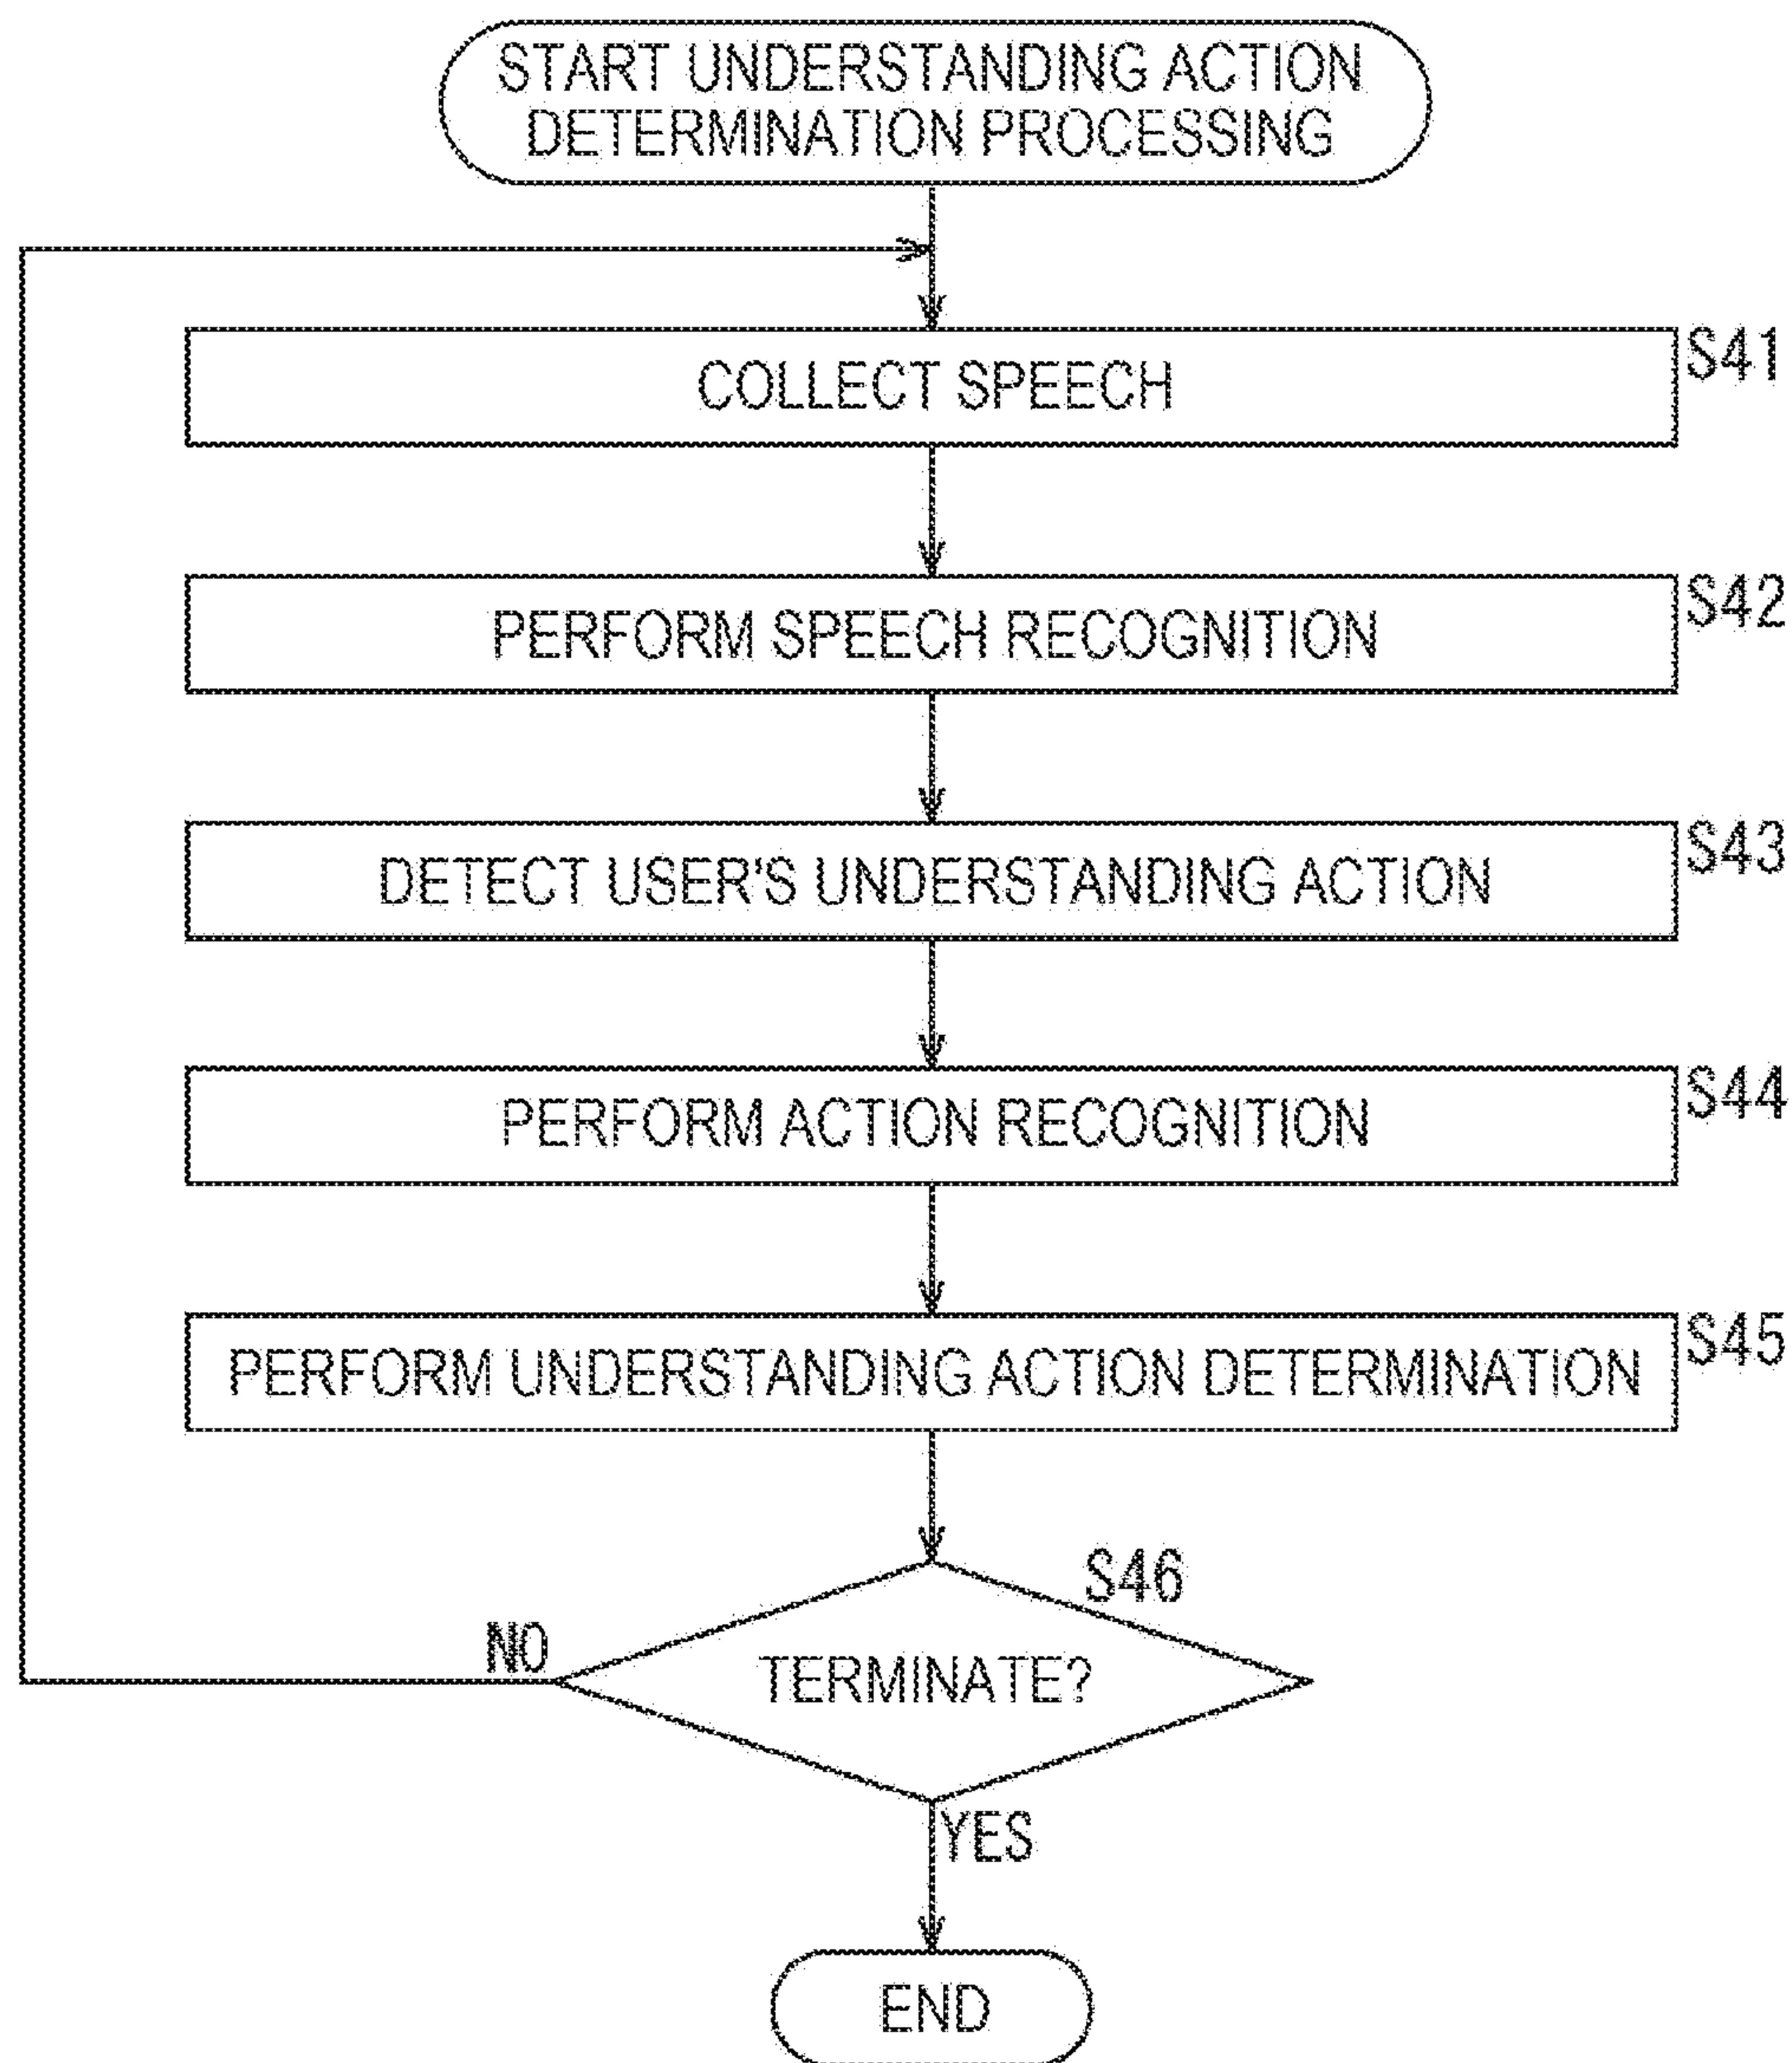 START UNDERSTANDING ACTION
DETERMINATION PROCESSING
COLLECT SPEECH
S41
PERFORM SPEECH RECOGNITION
S42
DETECT USER'S UNDERSTANDING ACTION
S43
PERFORM ACTION RECOGNITION
S44
PERFORM UNDERSTANDING ACTION DETERMINATION
S45
S46
NO
TERMINATE?
YES
END